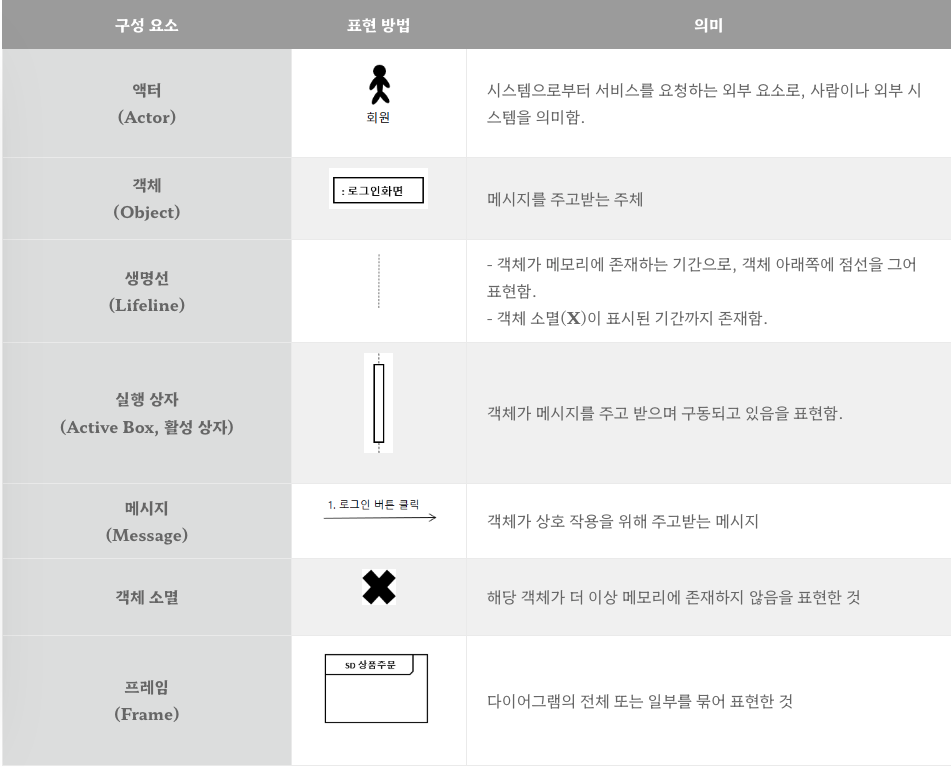 구성 요소
표현 방법
의미
액터
(Actor)
회원
시스템으로부터 서비스를 요청하는 외부 요소로, 사람이나 외부 시
스템을 의미함.
객체
(Object)
: 로그인화면
메시지를 주고받는 주체
생명선
(Lifeline)
- 객체가 메모리에 존재하는 기간으로, 객체 아래쪽에 점선을 그어
표현함.
- 객체 소멸(X)이 표시된 기간까지 존재함.
실행 상자
(Active Box, 활성 상자)
객체가 메시지를 주고 받으며 구동되고 있음을 표현함.
메시지
(Message)
1. 로그인 버튼 클릭
객체가 상호 작용을 위해 주고받는 메시지
객체 소멸
해당 객체가 더 이상 메모리에 존재하지 않음을 표현한 것
프레임
(Frame)
SD 상품주문
다이어그램의 전체 또는 일부를 묶어 표현한 것